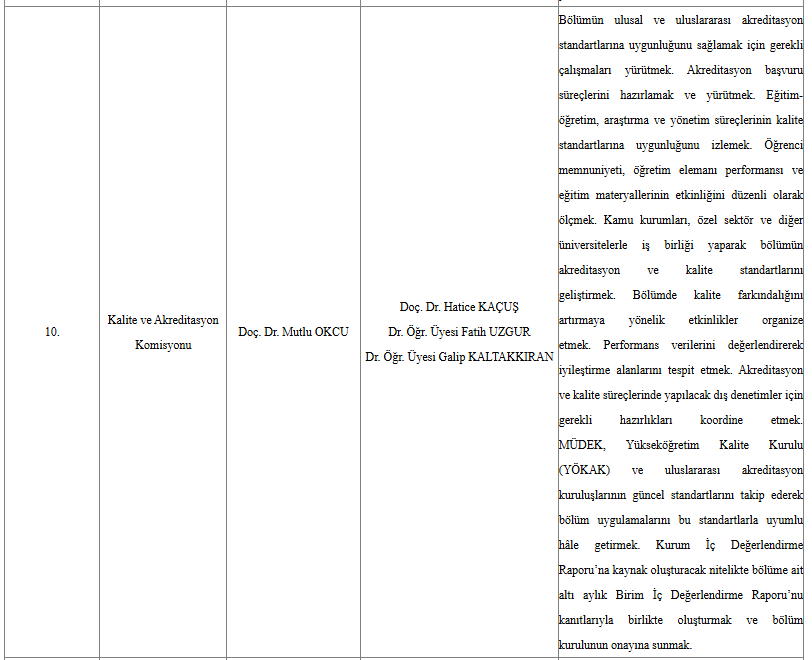 10.
Kalite ve Akreditasyon
Komisyonu
Doç. Dr. Mutlu OKCU
Doç. Dr. Hatice KAÇUŞ
Dr. Öğr. Üyesi Fatih UZGUR
Dr. Öğr. Üyesi Galip KALTAKKIRAN
Bölümün ulusal ve uluslararası akreditasyon
standartlarına uygunluğunu sağlamak için gerekli
çalışmaları yürütmek. Akreditasyon başvuru
süreçlerini hazırlamak ve yürütmek. Eğitim-
öğretim, araştırma ve yönetim süreçlerinin kalite
standartlarına uygunluğunu izlemek. Öğrenci
memnuniyeti, öğretim elemanı performansı ve
eğitim materyallerinin etkinliğini düzenli olarak
ölçmek. Kamu kurumları, özel sektör ve diğer
üniversitelerle iş birliği yaparak bölümün
akreditasyon ve kalite standartlarını
geliştirmek. Bölümde kalite farkındalığını
artırmaya yönelik etkinlikler organize
etmek. Performans verilerini değerlendirerek
iyileştirme alanlarını tespit etmek. Akreditasyon
ve kalite süreçlerinde yapılacak dış denetimler için
gerekli hazırlıkları koordine etmek.
MÜDEK, Yükseköğretim Kalite Kurulu
(YÖKAK) ve uluslararası akreditasyon
kuruluşlarının güncel standartlarını takip ederek
bölüm uygulamalarını bu standartlarla uyumlu
hâle getirmek. Kurum İç Değerlendirme
Raporu’na kaynak oluşturacak nitelikte bölüme ait
altı aylık Birim İç Değerlendirme Raporu’nu
kanıtlarıyla birlikte oluşturmak ve bölüm
kurulunun onayına sunmak.